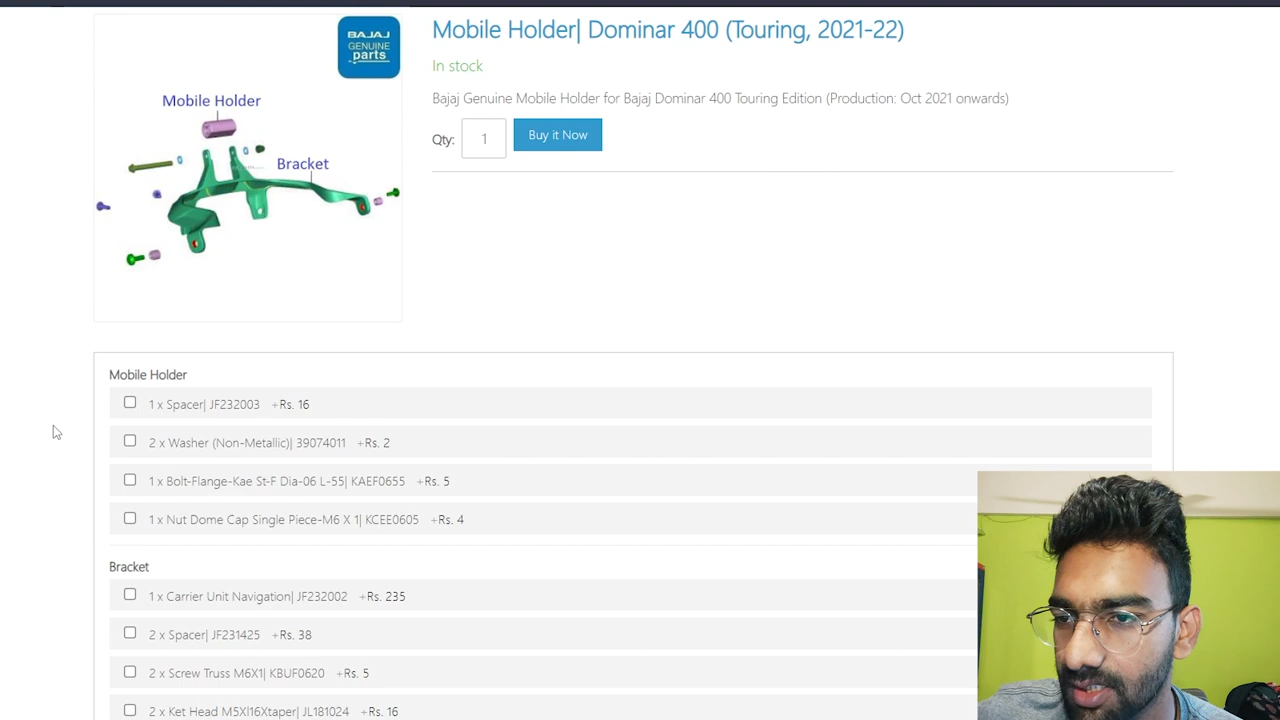 BAJAJ
GENUINE
parts
Mobile Holder
Bracket
Mobile Holder| Dominar 400 (Touring, 2021-22)
In stock
Bajaj Genuine Mobile Holder for Bajaj Dominar 400 Touring Edition (Production: Oct 2021 onwards)
Qty: 1 Buy it Now
Mobile Holder
1 x Spacer| JF232003 +Rs. 16
2 x Washer (Non-Metallic)| 39074011 +Rs. 2
1 x Bolt-Flange-Kae St-F Dia-06 L-55| KAEF0655 +Rs. 5
1 x Nut Dome Cap Single Piece-M6 X 1| KCEE0605 +Rs. 4
Bracket
1 x Carrier Unit Navigation| JF232002 +Rs. 235
2 x Spacer| JF231425 +Rs. 38
2 x Screw Truss M6X1| KBUF0620 +Rs. 5
2 x Ket Head M5Xl16Xtaper| JL181024 +Rs. 16